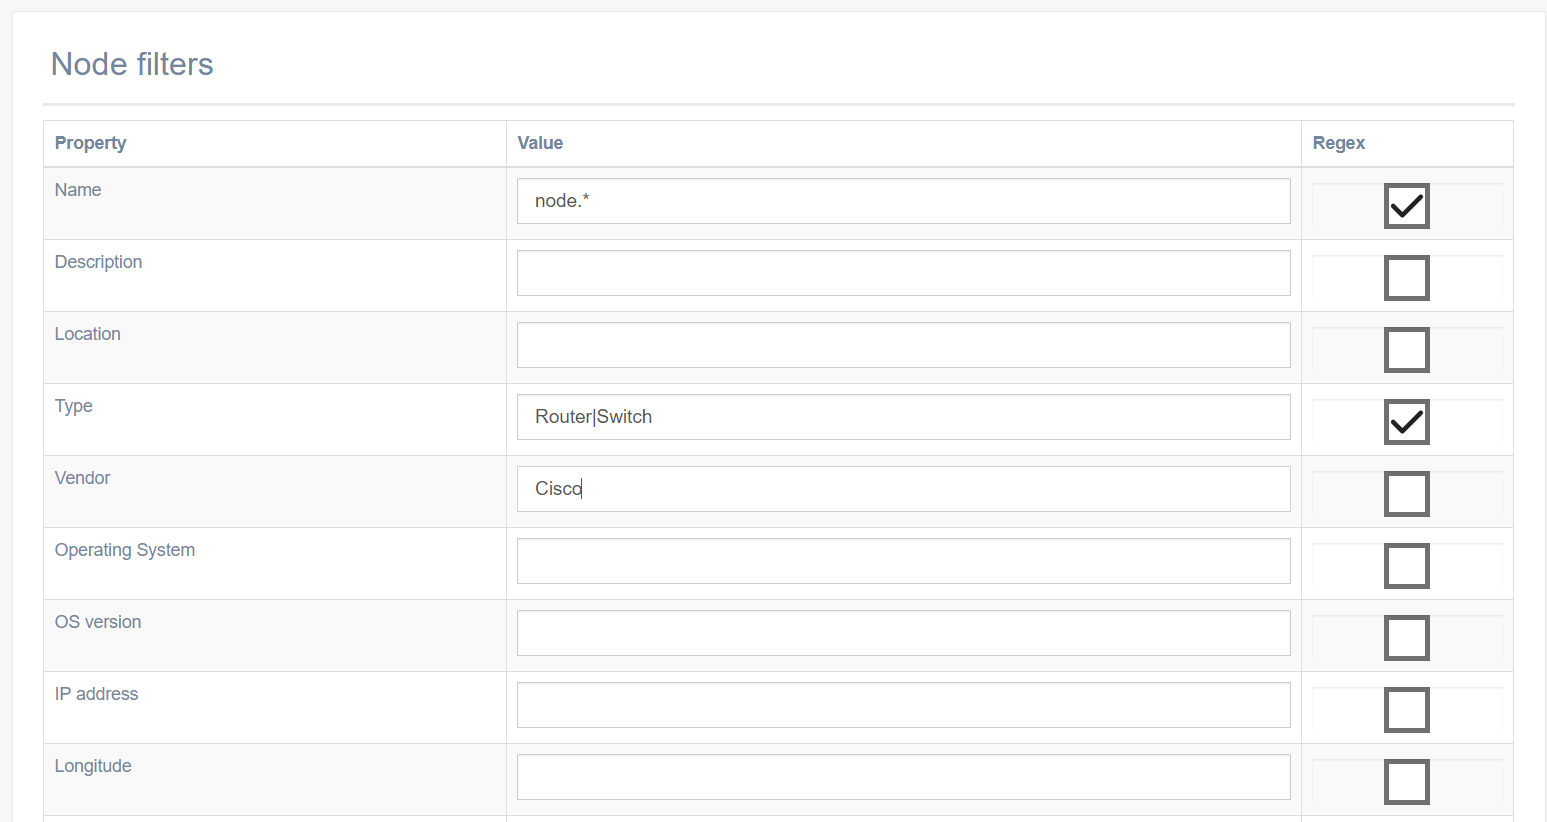 Node filters
Property Value Regex
Name node.*
Description
Location
Type Router|Switch
Vendor Cisco
Operating System
OS version
IP address
Longitude